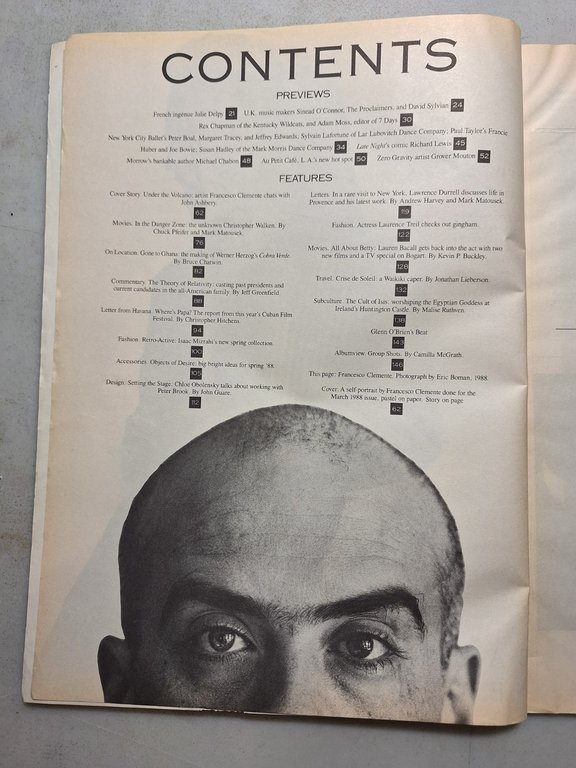 CONTENTS
PREVIEWS
French ingénue Julie Delpy 21 U.K. music makers Sinead O'Connor, The Proclaimers, and David Sylvian 24
Rex Chapman of the Kentucky Wildcats, and Adam Moss, editor of 7 Days 30
New York City Ballet's Peter Boal, Margaret Tracey, and Jeffrey Edwards; Sylvain Lafortune of Lar Lubovitch Dance Company; Paul Taylor's Francie
Huber and Joe Bowie; Susan Hadley of the Mark Morris Dance Company 34 Late Night's comic Richard Lewis 45
Morrow's bankable author Michael Chabon 48 Au Petit Café, L.A.'s new hot spot 50 Zero Gravity artist Grover Mouton 52
FEATURES
Cover Story. Under the Volcano: artist Francesco Clemente chats with
John Ashbery.
62
Movies. In the Danger Zone: the unknown Christopher Walken. By
Chuck Pfeifer and Mark Matousek.
76
On Location. Gone to Ghana: the making of Werner Herzog's Cobra Verde.
By Bruce Chatwin.
82
Commentary. The Theory of Relativity: casting past presidents and
current candidates in the all-American family. By Jeff Greenfield.
88
Letter from Havana. Where's Papa? The report from this year's Cuban Film
Festival. By Christopher Hitchens.
94
Fashion. Retro-Active: Isaac Mizrahi's new spring collection.
100
Accessories. Objects of Desire: big bright ideas for spring '88.
105
Design. Setting the Stage. Chloe Obolensky talks about working with
Peter Brook. By John Guare.
112
Letters. In a rare visit to New York, Lawrence Durrell discusses life in
Provence and his latest work. By Andrew Harvey and Mark Matousek.
119
Fashion. Actress Laurence Treil checks out gingham.
122
Movies. All About Betty: Lauren Bacall gets back into the act with two
new films and a TV special on Bogart. By Kevin P. Buckley.
128
Travel. Crise de Soleil: a Waikiki caper. By Jonathan Lieberson.
132
Subculture. The Cult of Isis: worshiping the Egyptian Goddess at
Ireland's Huntington Castle. By Malise Ruthven.
138
Glenn O'Brien's Beat
143
Albumview. Group Shots. By Camilla McGrath.
146
This page: Francesco Clemente. Photograph by Eric Boman, 1988.
Cover: A self-portrait by Francesco Clemente done for the
March 1988 issue, pastel on paper. Story on page
62